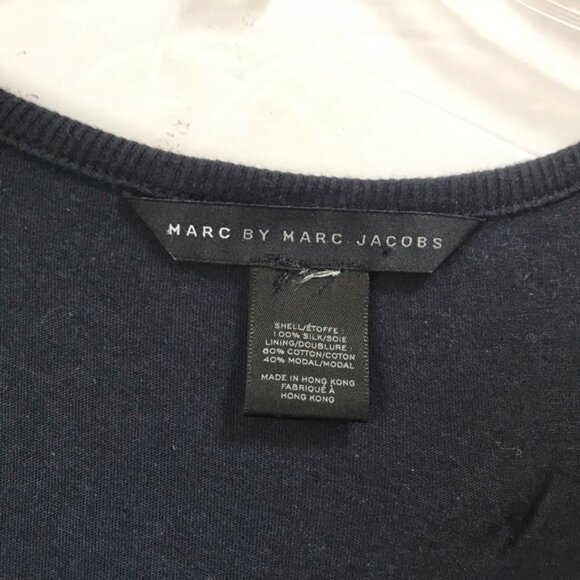 MARC BY MARC JACOBS
SHELL/ÉTOFFE :
100% SILK/SOIE
LINING/DOUBLURE :
60% COTTON/COTON
40% MODAL/MODAL
MADE IN HONG KONG
FABRIQUÉ À
HONG KONG